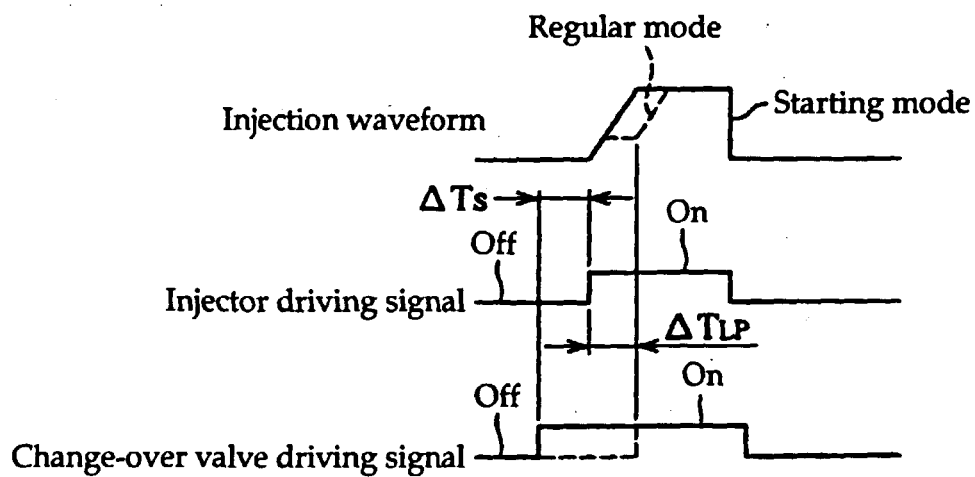 Regular mode
Injection waveform
Starting mode
ΔTS
On
Off
Injector driving signal
ΔTLP
On
Off
Change-over valve driving signal